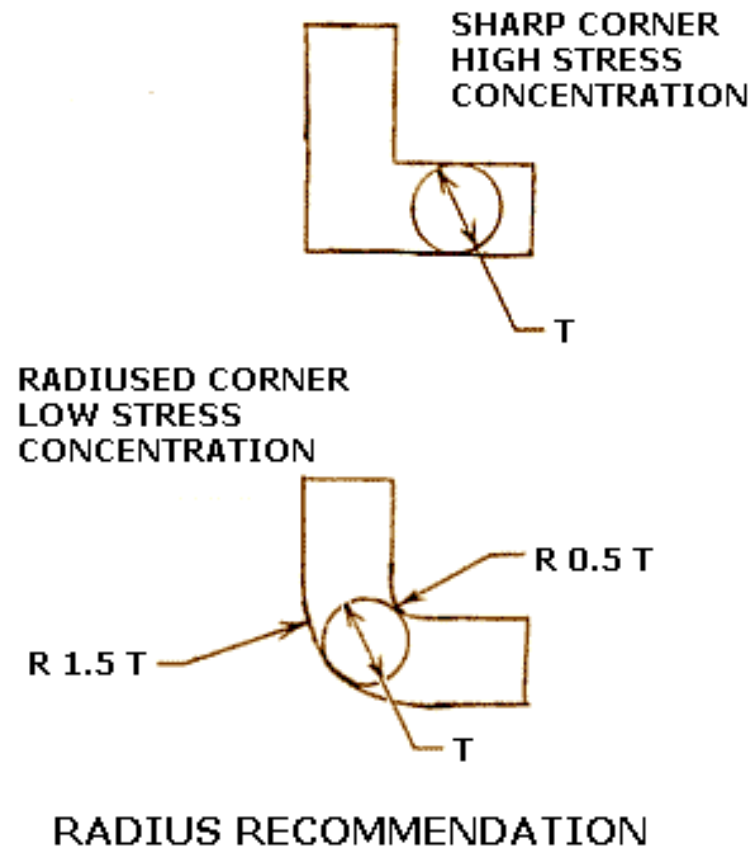 SHARP CORNER
HIGH STRESS
CONCENTRATION
T
RADIUSED CORNER
LOW STRESS
CONCENTRATION
R 0.5 T
R 1.5 T
T
RADIUS RECOMMENDATION